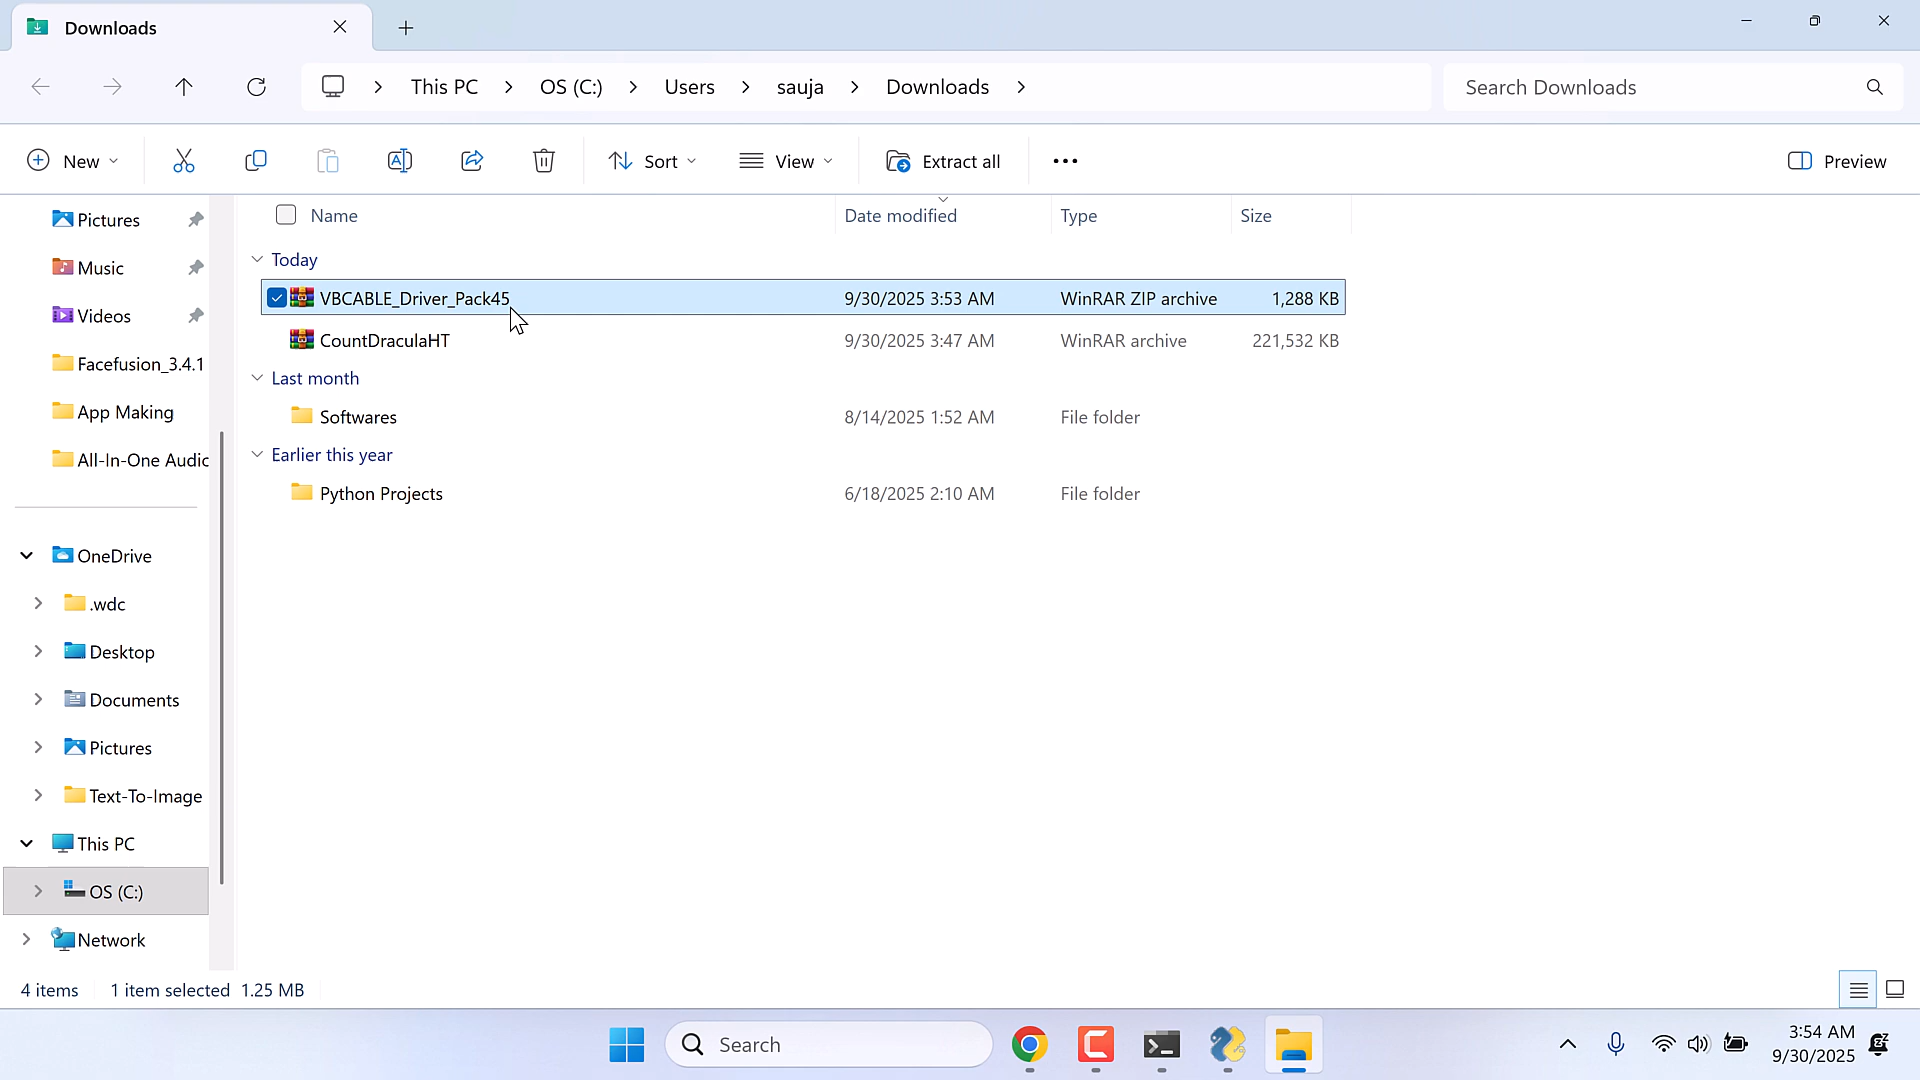 Downloads
This PC
OS (C:)
Users
sauja
Downloads
Search Downloads
New
Sort
View
Extract all
Preview
Pictures
Music
Videos
Facefusion_3.4.1
App Making
All-In-One Audic
OneDrive
.wdc
Desktop
Documents
Pictures
Text-To-Image
This PC
OS (C:)
Network
Name Date modified Type Size
Today
VBCABLE_Driver_Pack45 9/30/2025 3:53 AM WinRAR ZIP archive 1,288 KB
CountDraculaHT 9/30/2025 3:47 AM WinRAR archive 221,532 KB
Last month
Softwares 8/14/2025 1:52 AM File folder
Earlier this year
Python Projects 6/18/2025 2:10 AM File folder
4 items 1 item selected 1.25 MB
Search
3:54 AM
9/30/2025